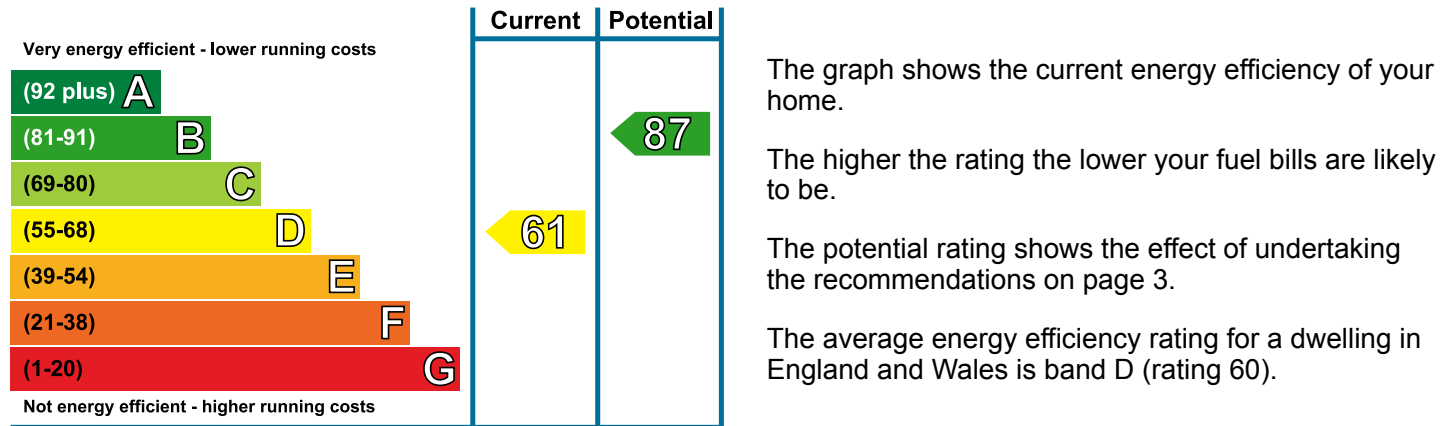 Current Potential
Very energy efficient - lower running costs
(92 plus) A
(81-91) B
87
(69-80) C
(55-68) D
61
(39-54) E
(21-38) F
(1-20) G
Not energy efficient - higher running costs
The graph shows the current energy efficiency of your
home.
The higher the rating the lower your fuel bills are likely
to be.
The potential rating shows the effect of undertaking
the recommendations on page 3.
The average energy efficiency rating for a dwelling in
England and Wales is band D (rating 60).